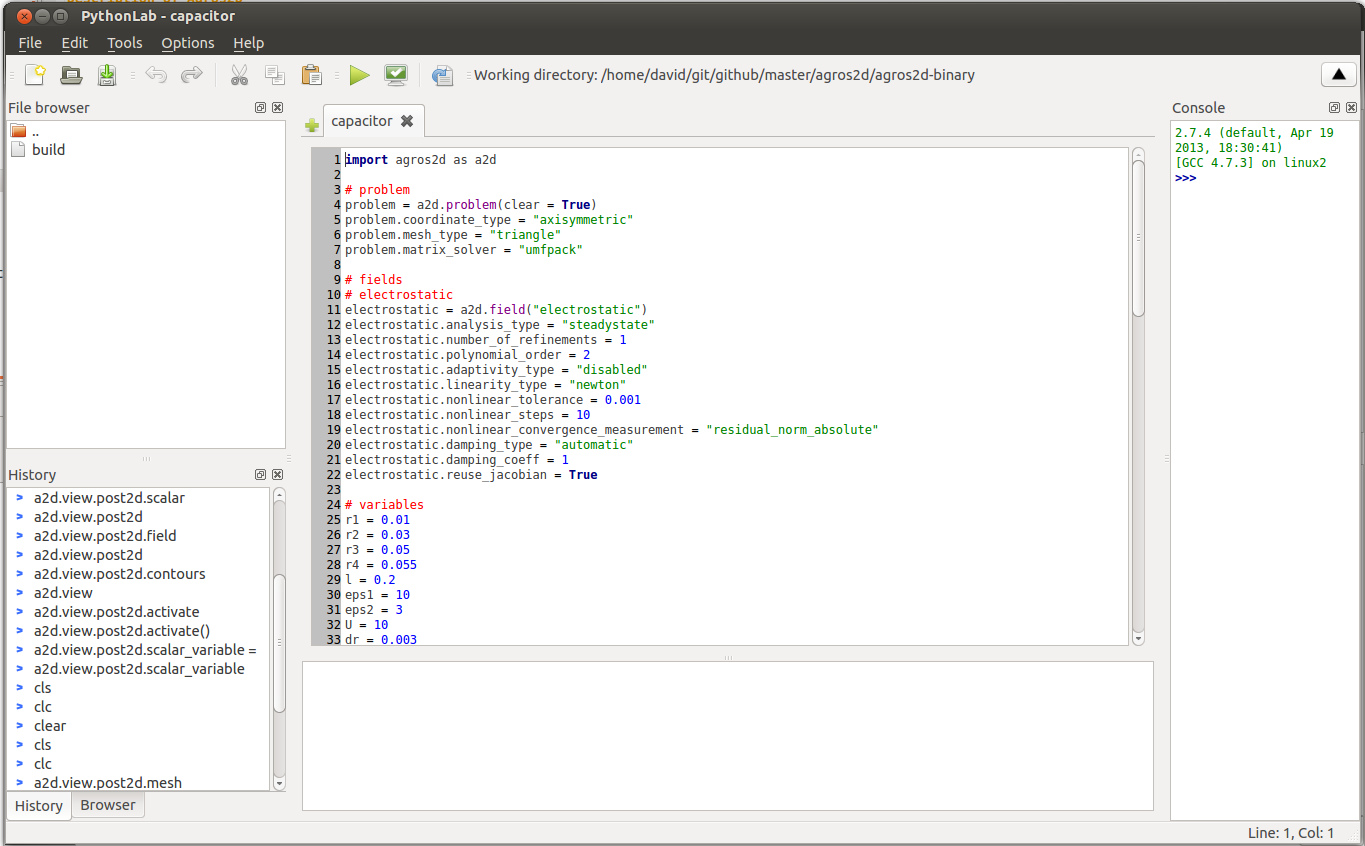 PythonLab - capacitor
File Edit Tools Options Help
Working directory: /home/david/git/github/master/agros2d/agros2d-binary
File browser
..
build
History
a2d.view.post2d.scalar
a2d.view.post2d
a2d.view.post2d.field
a2d.view.post2d
a2d.view.post2d.contours
a2d.view
a2d.view.post2d.activate
a2d.view.post2d.activate()
a2d.view.post2d.scalar_variable =
a2d.view.post2d.scalar_variable
cls
clc
clear
cls
clc
a2d.view.post2d.mesh
History Browser
capacitor
1 import agros2d as a2d
2
3 # problem
4 problem = a2d.problem(clear = True)
5 problem.coordinate_type = "axisymmetric"
6 problem.mesh_type = "triangle"
7 problem.matrix_solver = "umfpack"
8
9 # fields
10 # electrostatic
11 electrostatic = a2d.field("electrostatic")
12 electrostatic.analysis_type = "steadystate"
13 electrostatic.number_of_refinements = 1
14 electrostatic.polynomial_order = 2
15 electrostatic.adaptivity_type = "disabled"
16 electrostatic.linearity_type = "newton"
17 electrostatic.nonlinear_tolerance = 0.001
18 electrostatic.nonlinear_steps = 10
19 electrostatic.nonlinear_convergence_measurement = "residual_norm_absolute"
20 electrostatic.damping_type = "automatic"
21 electrostatic.damping_coeff = 1
22 electrostatic.reuse_jacobian = True
23
24 # variables
25 r1 = 0.01
26 r2 = 0.03
27 r3 = 0.05
28 r4 = 0.055
29 l = 0.2
30 eps1 = 10
31 eps2 = 3
32 U = 10
33 dr = 0.003
Console
2.7.4 (default, Apr 19
2013, 18:30:41)
[GCC 4.7.3] on linux2
>>>
Line: 1, Col: 1